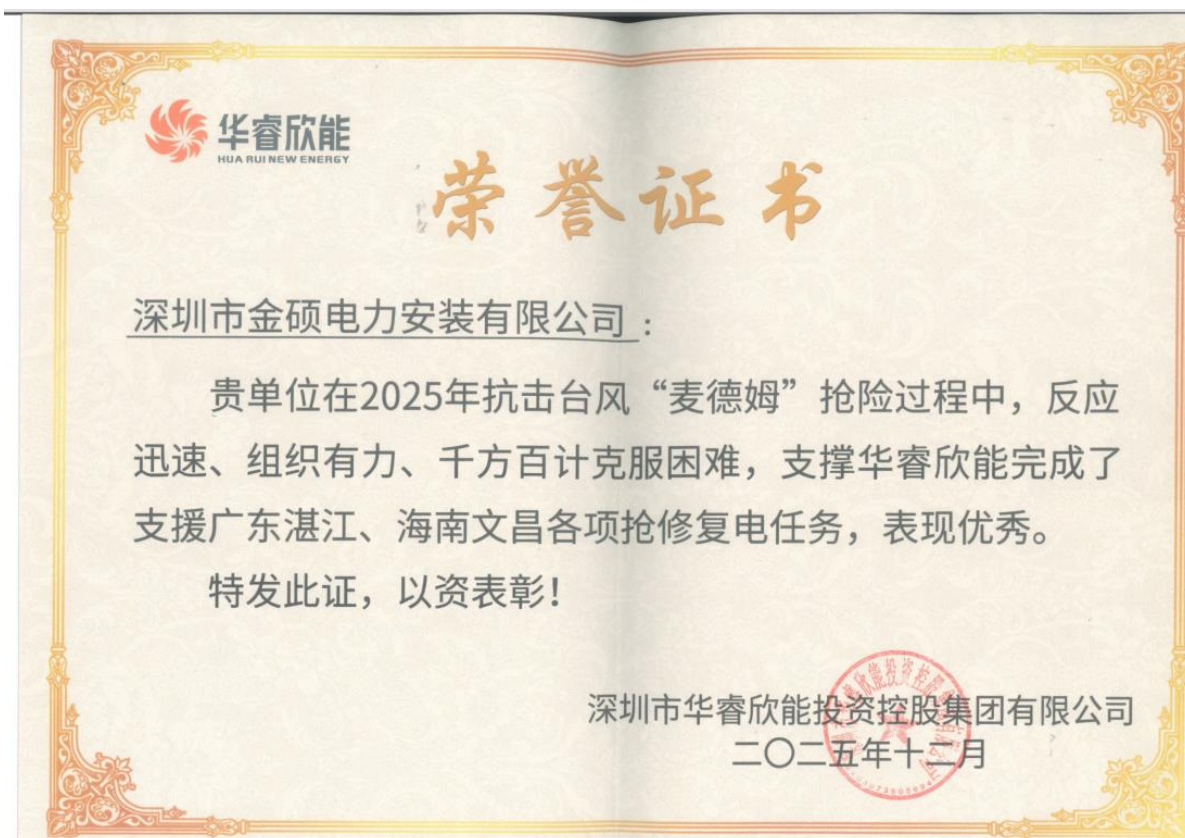 华睿欣能
HUA RUI NEW ENERGY
荣誉证书
深圳市金硕电力安装有限公司：
贵单位在2025年抗击台风“麦德姆”抢险过程中，反应
迅速、组织有力、千方百计克服困难，支撑华睿欣能完成了
支援广东湛江、海南文昌各项抢修复电任务，表现优秀。
特发此证，以资表彰！
深圳市华睿欣能投资控股集团有限公司
二〇二五年十二月